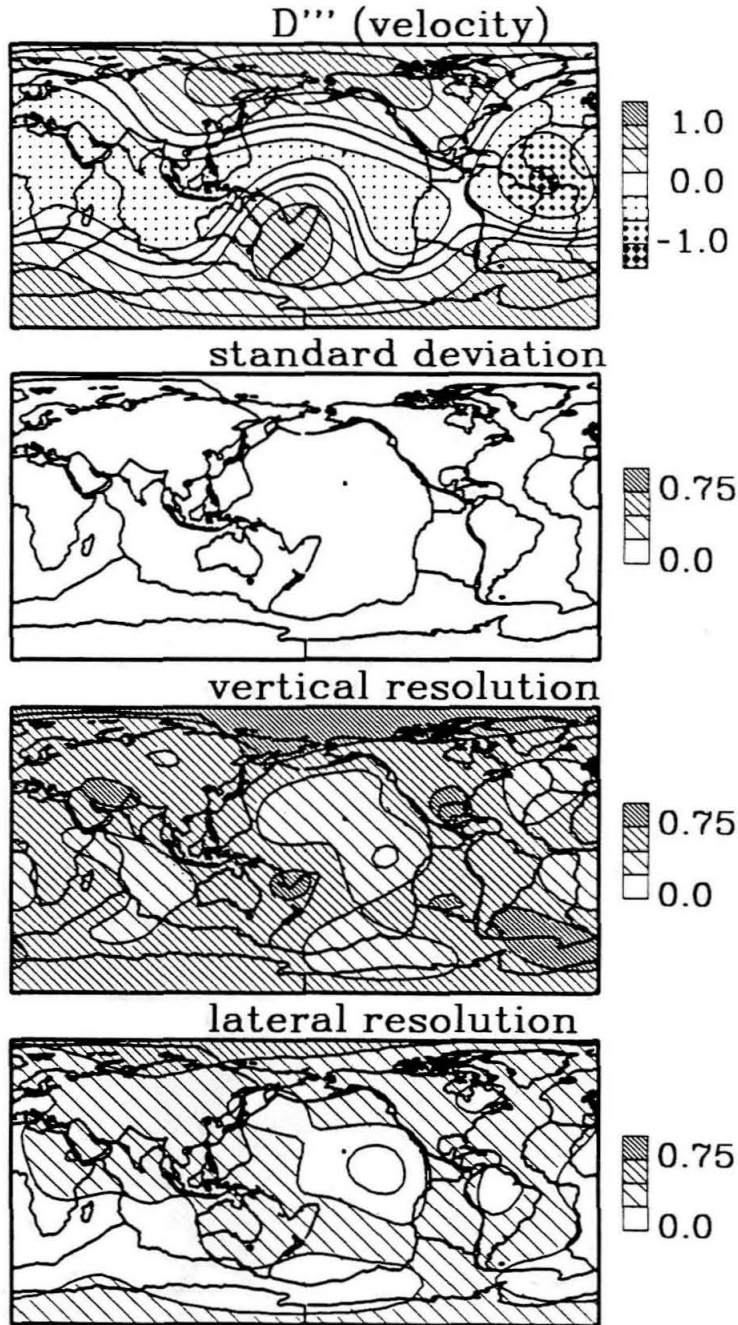 D''' (velocity)
1.0
0.0
-1.0
standard deviation
0.75
0.0
vertical resolution
0.75
0.0
lateral resolution
0.75
0.0